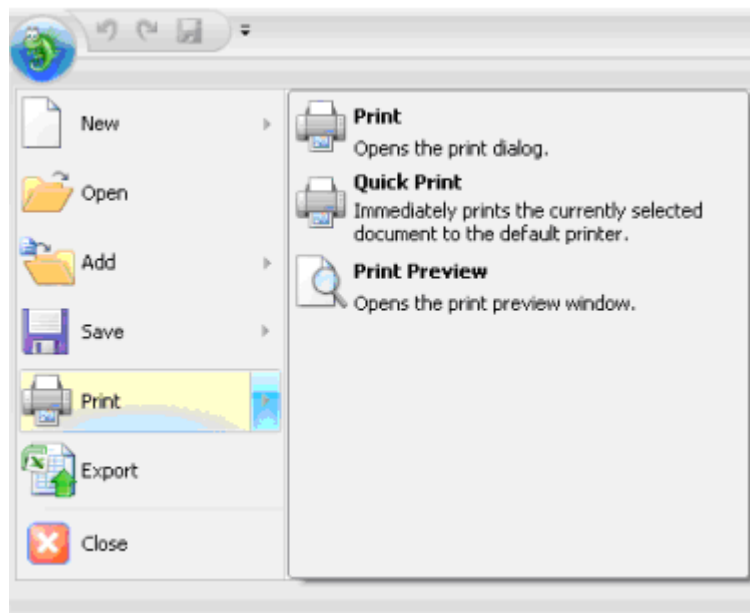 New
Open
Add
Save
Print
Export
Close
Print
Opens the print dialog.
Quick Print
Immediately prints the currently selected
document to the default printer.
Print Preview
Opens the print preview window.